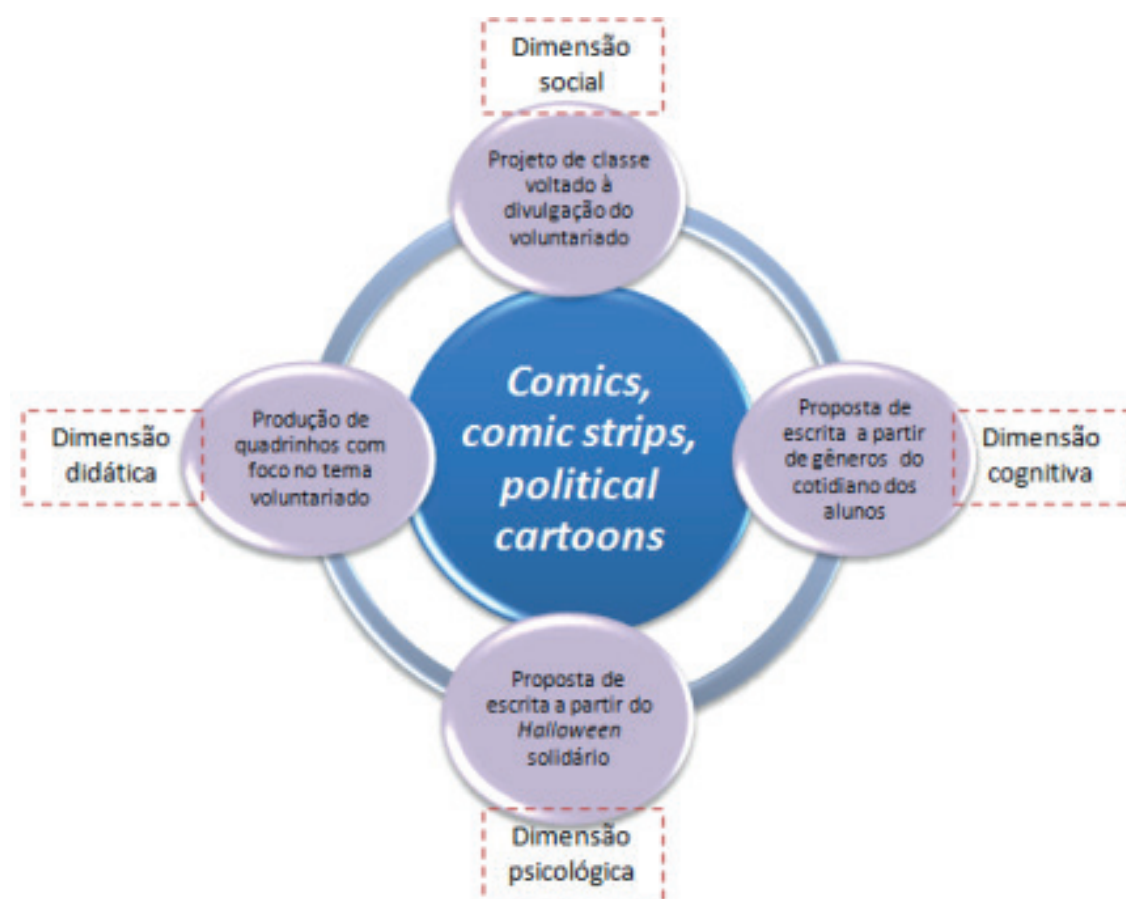 Dimensão
social
Projeto de classe
voltado à
divulgação do
voluntariado
Dimensão
didática
Produção de
quadrinhos com
foco no tema
voluntariado
Comics,
comic strips,
political
cartoons
Proposta de
escrita a partir
de gêneros do
cotidiano dos
alunos
Dimensão
cognitiva
Proposta de
escrita a partir do
Halloween
solidário
Dimensão
psicológica